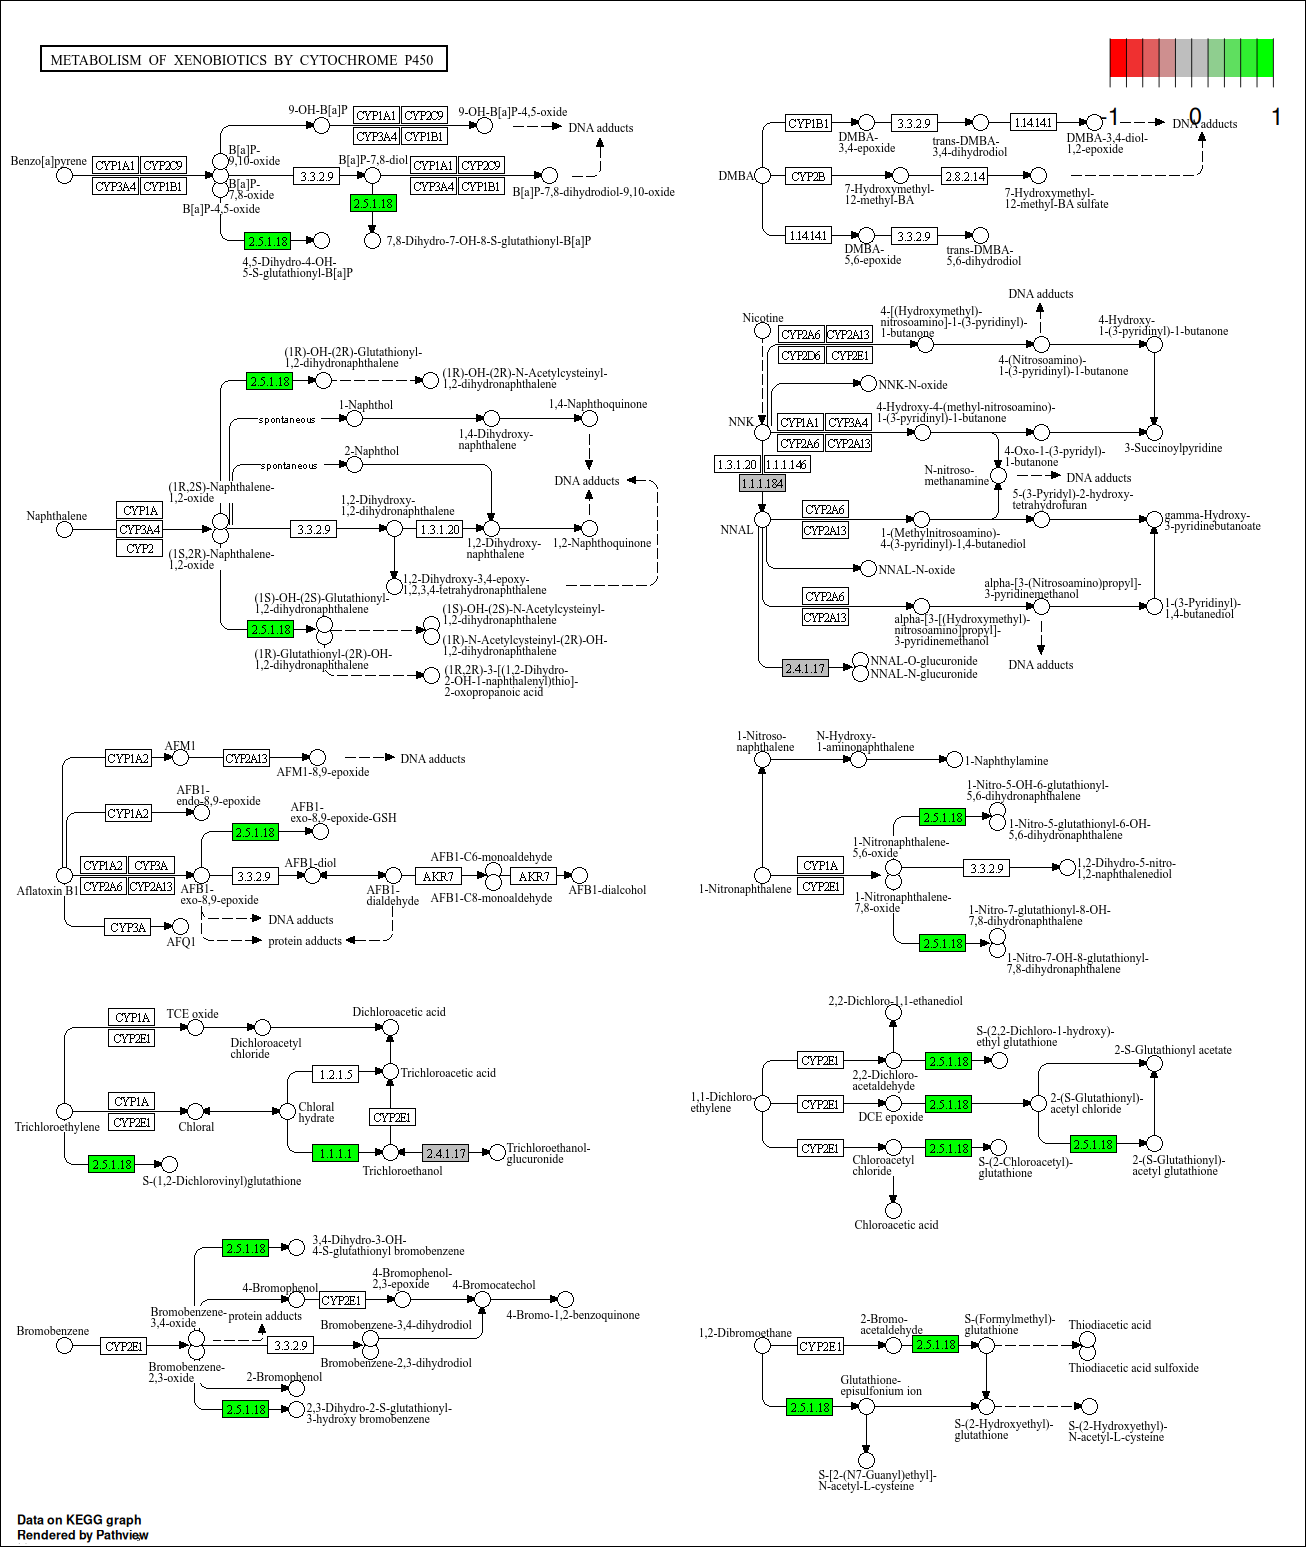 METABOLISM OF XENOBIOTICS BY CYTOCHROME P450
-1 0 1
9-OH-B[a]P
CYP1A1 CYP2C9
CYP3A4 CYP1B1
9-OH-B[a]P-4,5-oxide
DNA adducts
Benzo[a]pyrene
CYP1A1 CYP2C9
CYP3A4 CYP1B1
B[a]P-
9,10-oxide
B[a]P-
7,8-oxide
B[a]P-4,5-oxide
3.3.2.9
B[a]P-7,8-diol
CYP1A1 CYP2C9
CYP3A4 CYP1B1
B[a]P-7,8-dihydrodiol-9,10-oxide
2.5.1.18
7,8-Dihydro-7-OH-8-S-glutathionyl-B[a]P
2.5.1.18
4,5-Dihydro-4-OH-
5-S-glutathionyl-B[a]P
DMBA
CYP1B1
DMBA-
3,4-epoxide
3.3.2.9
trans-DMBA-
3,4-dihydrodiol
1.14.14.1
DMBA-3,4-diol-
1,2-epoxide
DNA adducts
CYP2B
7-Hydroxymethyl-
12-methyl-BA
2.8.2.14
7-Hydroxymethyl-
12-methyl-BA sulfate
1.14.14.1
DMBA-
5,6-epoxide
3.3.2.9
trans-DMBA-
5,6-dihydrodiol
(1R)-OH-(2R)-Glutathionyl-
1,2-dihydronaphthalene
2.5.1.18
(1R)-OH-(2R)-N-Acetylcysteinyl-
1,2-dihydronaphthalene
spontaneous
1-Naphthol
1,4-Dihydroxy-
naphthalene
1,4-Naphthoquinone
spontaneous
2-Naphthol
DNA adducts
(1R,2S)-Naphthalene-
1,2-oxide
Naphthalene
CYP1A
CYP3A4
CYP2
(1S,2R)-Naphthalene-
1,2-oxide
3.3.2.9
1,2-Dihydroxy-
1,2-dihydronaphthalene
1.3.1.20
1,2-Dihydroxy-
naphthalene
1,2-Naphthoquinone
1,2-Dihydroxy-3,4-epoxy-
1,2,3,4-tetrahydronaphthalene
(1S)-OH-(2S)-Glutathionyl-
1,2-dihydronaphthalene
2.5.1.18
(1R)-Glutathionyl-(2R)-OH-
1,2-dihydronaphthalene
(1S)-OH-(2S)-N-Acetylcysteinyl-
1,2-dihydronaphthalene
(1R)-N-Acetylcysteinyl-(2R)-OH-
1,2-dihydronaphthalene
(1R,2R)-3-[(1,2-Dihydro-
2-OH-1-naphthalenyl)thio]-
2-oxopropanoic acid
Nicotine
CYP2A6 CYP2A13
CYP2D6 CYP2E1
4-[(Hydroxymethyl)-
nitrosoamino]-1-(3-pyridinyl)-
1-butanone
DNA adducts
4-(Nitrosoamino)-
1-(3-pyridinyl)-1-butanone
4-Hydroxy-
1-(3-pyridinyl)-1-butanone
NNK-N-oxide
NNK
CYP1A1 CYP3A4
CYP2A6 CYP2A13
4-Hydroxy-4-(methyl-nitrosoamino)-
1-(3-pyridinyl)-1-butanone
4-Oxo-1-(3-pyridyl)-
1-butanone
3-Succinoylpyridine
1.3.1.20 1.1.1.146
1.1.1.184
N-nitroso-
methanamine
DNA adducts
NNAL
CYP2A6
CYP2A13
1-(Methylnitrosoamino)-
4-(3-pyridinyl)-1,4-butanediol
5-(3-Pyridyl)-2-hydroxy-
tetrahydrofuran
gamma-Hydroxy-
3-pyridinebutanoate
NNAL-N-oxide
CYP2A6
CYP2A13
alpha-[3-[(Hydroxymethyl)-
nitrosoamino]propyl]-
3-pyridinemethanol
alpha-[3-(Nitrosoamino)propyl]-
3-pyridinemethanol
1-(3-Pyridinyl)-
1,4-butanediol
DNA adducts
2.4.1.17
NNAL-O-glucuronide
NNAL-N-glucuronide
CYP1A2
AFM1
CYP2A13
AFM1-8,9-epoxide
DNA adducts
CYP1A2
AFB1-
endo-8,9-epoxide
2.5.1.18
AFB1-
exo-8,9-epoxide-GSH
Aflatoxin B1
CYP1A2 CYP3A
CYP2A6 CYP2A13
AFB1-
exo-8,9-epoxide
3.3.2.9
AFB1-diol
AFB1-
dialdehyde
AKR7
AFB1-C6-monoaldehyde
AFB1-C8-monoaldehyde
AKR7
AFB1-dialcohol
DNA adducts
protein adducts
CYP3A
AFQ1
1-Nitroso-
naphthalene
N-Hydroxy-
1-aminonaphthalene
1-Naphthylamine
1-Nitronaphthalene
CYP1A
CYP2E1
1-Nitronaphthalene-
5,6-oxide
1-Nitronaphthalene-
7,8-oxide
2.5.1.18
1-Nitro-5-OH-6-glutathionyl-
5,6-dihydronaphthalene
1-Nitro-5-glutathionyl-6-OH-
5,6-dihydronaphthalene
3.3.2.9
1,2-Dihydro-5-nitro-
1,2-naphthalenediol
2.5.1.18
1-Nitro-7-glutathionyl-8-OH-
7,8-dihydronaphthalene
1-Nitro-7-OH-8-glutathionyl-
7,8-dihydronaphthalene
CYP1A
CYP2E1
TCE oxide
Dichloroacetyl
chloride
Dichloroacetic acid
1.2.1.5
Trichloroacetic acid
Trichloroethylene
CYP1A
CYP2E1
Chloral
Chloral
hydrate
CYP2E1
1.1.1.1
Trichloroethanol
2.4.1.17
Trichloroethanol-
glucuronide
2.5.1.18
S-(1,2-Dichlorovinyl)glutathione
2,2-Dichloro-1,1-ethanediol
1,1-Dichloro-
ethylene
CYP2E1
2,2-Dichloro-
acetaldehyde
2.5.1.18
S-(2,2-Dichloro-1-hydroxy)-
ethyl glutathione
CYP2E1
DCE epoxide
2.5.1.18
2-(S-Glutathionyl)-
acetyl chloride
2-S-Glutathionyl acetate
CYP2E1
Chloroacetyl
chloride
2.5.1.18
S-(2-Chloroacetyl)-
glutathione
2.5.1.18
2-(S-Glutathionyl)-
acetyl glutathione
Chloroacetic acid
2.5.1.18
3,4-Dihydro-3-OH-
4-S-glutathionyl bromobenzene
4-Bromophenol
CYP2E1
4-Bromophenol-
2,3-epoxide
4-Bromocatechol
4-Bromo-1,2-benzoquinone
Bromobenzene
CYP2E1
Bromobenzene-
3,4-oxide
protein adducts
Bromobenzene-
2,3-oxide
3.3.2.9
Bromobenzene-3,4-dihydrodiol
Bromobenzene-2,3-dihydrodiol
2-Bromophenol
2.5.1.18
2,3-Dihydro-2-S-glutathionyl-
3-hydroxy bromobenzene
1,2-Dibromoethane
CYP2E1
2-Bromo-
acetaldehyde
2.5.1.18
S-(Formylmethyl)-
glutathione
Thiodiacetic acid
Thiodiacetic acid sulfoxide
2.5.1.18
Glutathione-
episulfonium ion
S-(2-Hydroxyethyl)-
glutathione
S-(2-Hydroxyethyl)-
N-acetyl-L-cysteine
S-[2-(N7-Guanyl)ethyl]-
N-acetyl-L-cysteine
Data on KEGG graph
Rendered by Pathview